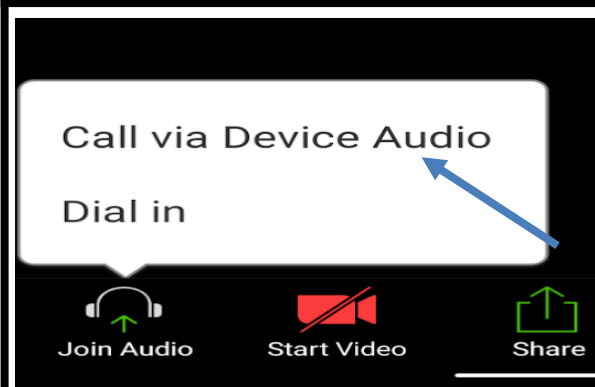 Call via Device Audio
Dial in
Join Audio
Start Video
Share